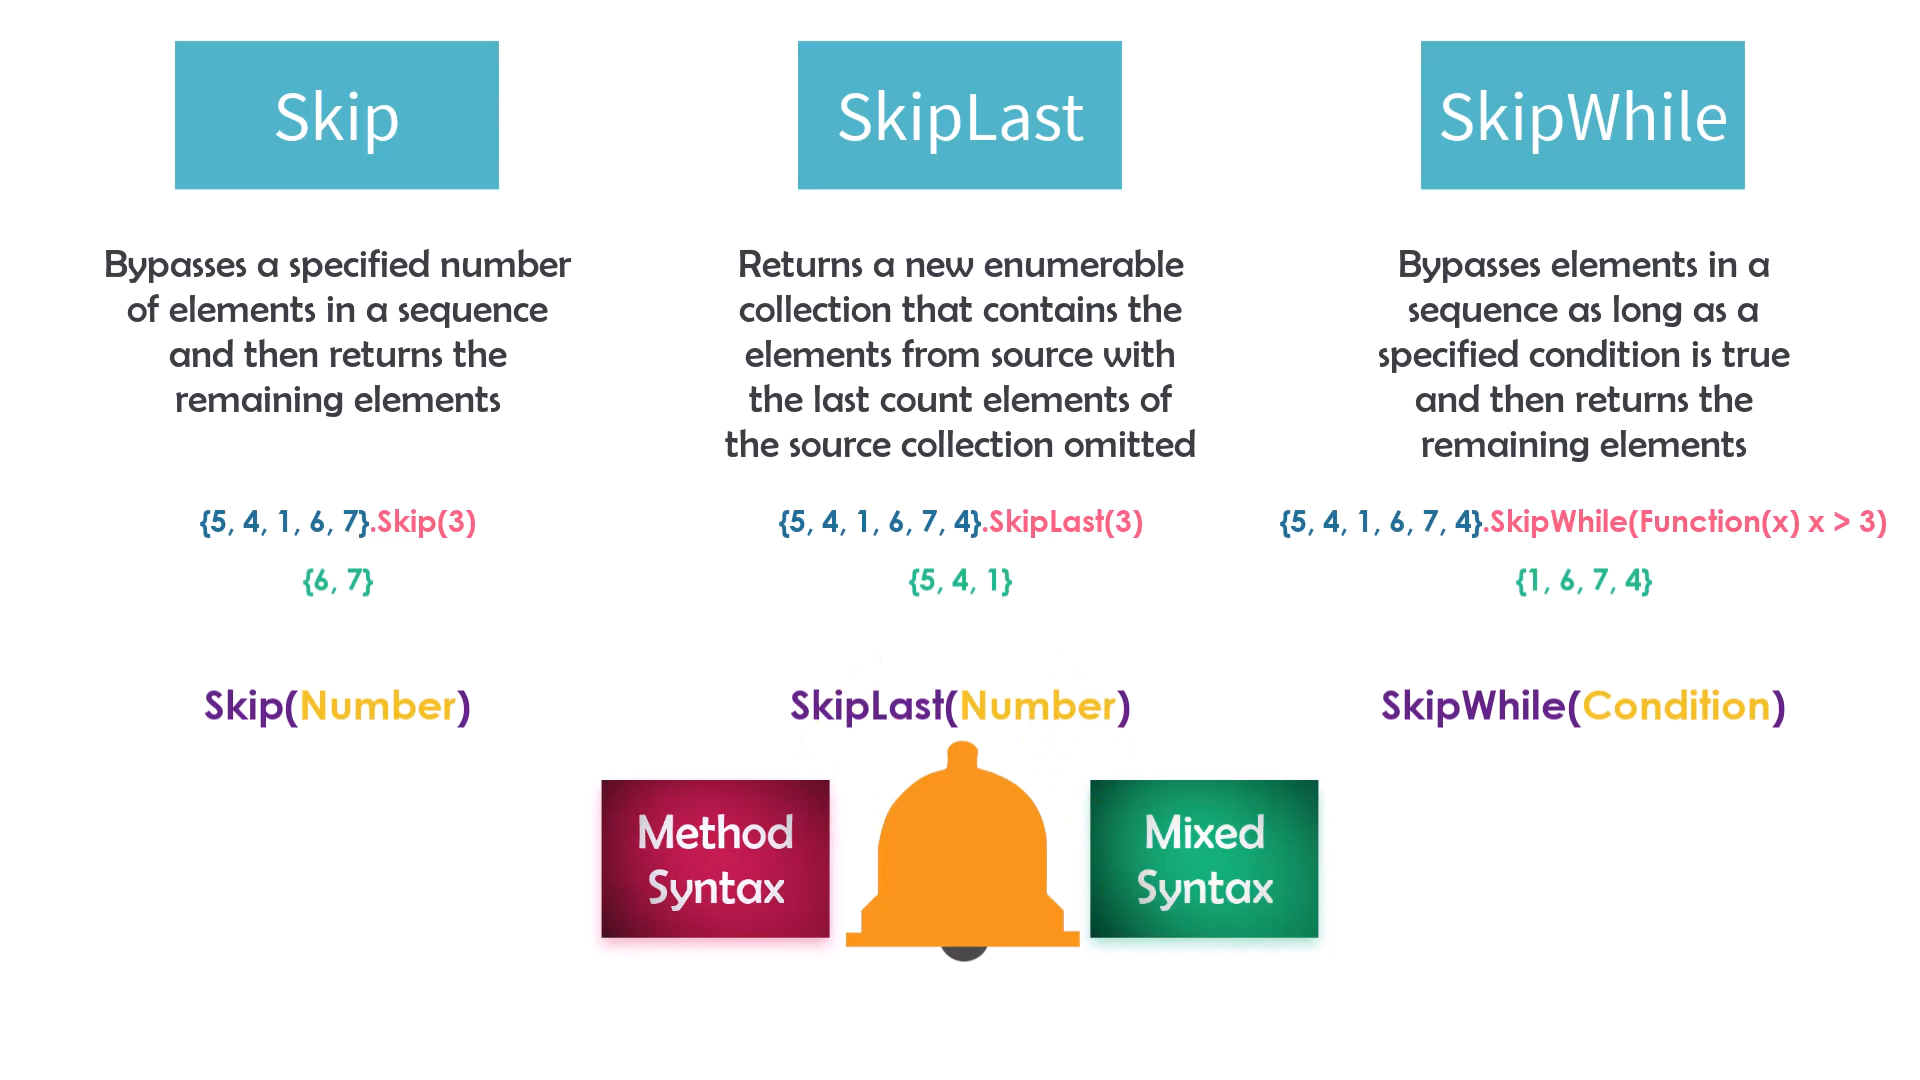 Skip
Bypasses a specified number
of elements in a sequence
and then returns the
remaining elements
{5, 4, 1, 6, 7}.Skip(3)
{6, 7}
Skip(Number)
SkipLast
Returns a new enumerable
collection that contains the
elements from source with
the last count elements of
the source collection omitted
{5, 4, 1, 6, 7, 4}.SkipLast(3)
{5, 4, 1}
SkipLast(Number)
SkipWhile
Bypasses elements in a
sequence as long as a
specified condition is true
and then returns the
remaining elements
{5, 4, 1, 6, 7, 4}.SkipWhile(Function(x) x > 3)
{1, 6, 7, 4}
SkipWhile(Condition)
Method
Syntax
Mixed
Syntax